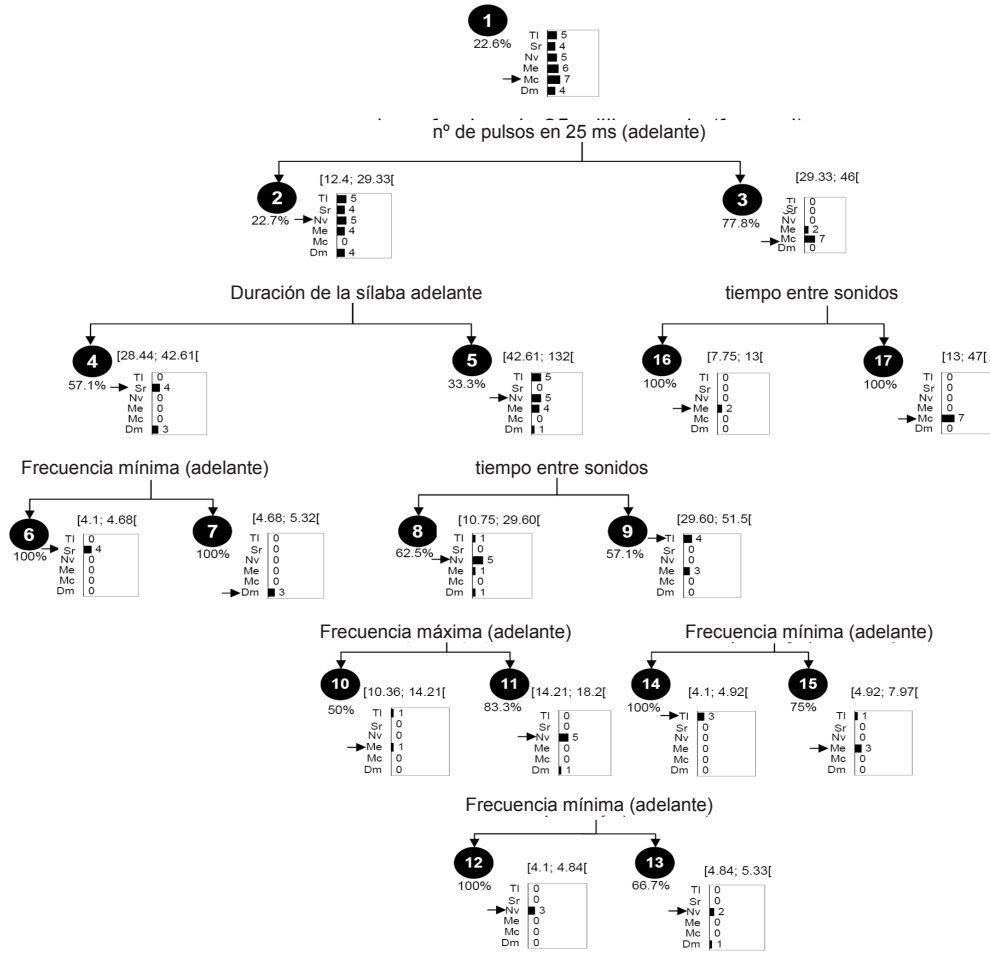 1
22.6%
Tl 5
Sr 4
Nv 5
Me 6
Mc 7
Dm 4
nº de pulsos en 25 ms (adelante)
2
22.7%
[12.4; 29.33[
Tl 5
Sr 4
Nv 5
Me 4
Mc 0
Dm 4
3
77.8%
[29.33; 46[
Tl 0
Sr 0
Nv 0
Me 2
Mc 7
Dm 0
Duración de la sílaba adelante
tiempo entre sonidos
4
57.1%
[28.44; 42.61[
Tl 0
Sr 4
Nv 0
Me 0
Mc 0
Dm 3
5
33.3%
[42.61; 132[
Tl 5
Sr 0
Nv 5
Me 4
Mc 0
Dm 1
16
100%
[7.75; 13[
Tl 0
Sr 0
Nv 0
Me 2
Mc 0
Dm 0
17
100%
[13; 47[
Tl 0
Sr 0
Nv 0
Me 0
Mc 7
Dm 0
Frecuencia mínima (adelante)
tiempo entre sonidos
6
100%
[4.1; 4.68[
Tl 0
Sr 4
Nv 0
Me 0
Mc 0
Dm 0
7
100%
[4.68; 5.32[
Tl 0
Sr 0
Nv 0
Me 0
Mc 0
Dm 3
8
62.5%
[10.75; 29.60[
Tl 1
Sr 0
Nv 5
Me 1
Mc 0
Dm 1
9
57.1%
[29.60; 51.5[
Tl 4
Sr 0
Nv 0
Me 3
Mc 0
Dm 0
Frecuencia máxima (adelante)
Frecuencia mínima (adelante)
10
50%
[10.36; 14.21[
Tl 1
Sr 0
Nv 0
Me 1
Mc 0
Dm 0
11
83.3%
[14.21; 18.2[
Tl 0
Sr 0
Nv 5
Me 0
Mc 0
Dm 1
14
100%
[4.1; 4.92[
Tl 3
Sr 0
Nv 0
Me 0
Mc 0
Dm 0
15
75%
[4.92; 7.97[
Tl 1
Sr 0
Nv 0
Me 3
Mc 0
Dm 0
Frecuencia mínima (adelante)
12
100%
[4.1; 4.84[
Tl 0
Sr 0
Nv 3
Me 0
Mc 0
Dm 0
13
66.7%
[4.84; 5.33[
Tl 0
Sr 0
Nv 2
Me 0
Mc 0
Dm 1